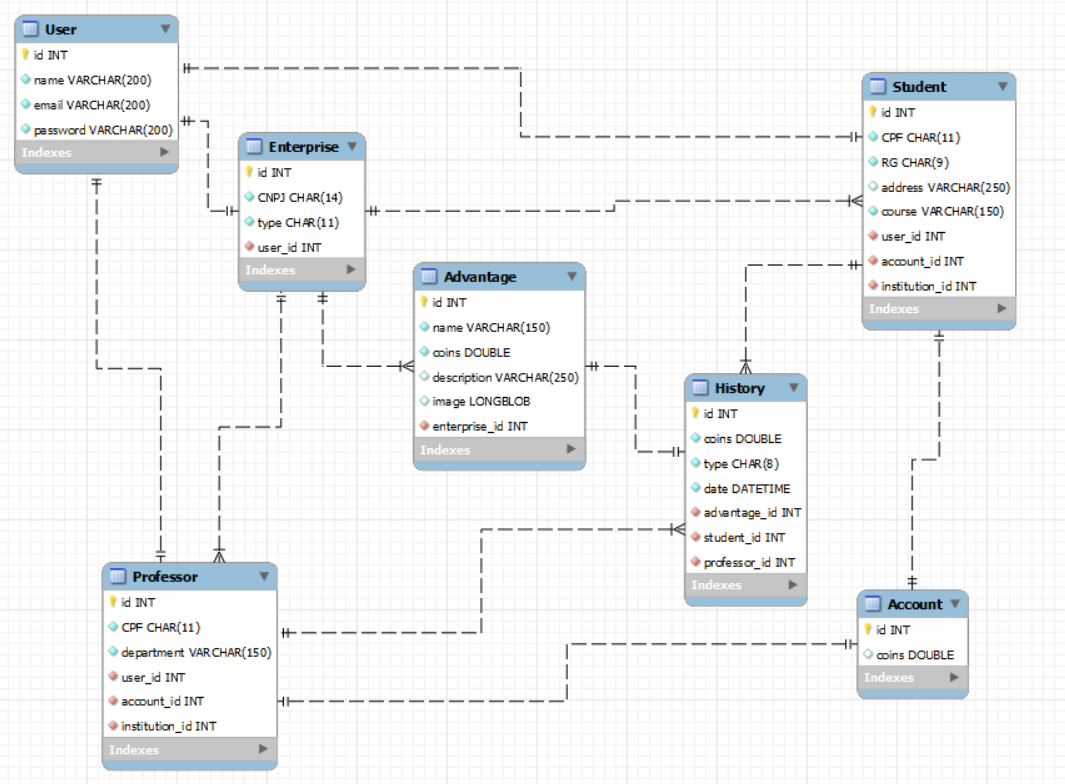 User
id INT
name VARCHAR(200)
email VARCHAR(200)
password VARCHAR(200)
Indexes
Enterprise
id INT
CNPJ CHAR(14)
type CHAR(11)
user_id INT
Indexes
Student
id INT
CPF CHAR(11)
RG CHAR(9)
address VARCHAR(250)
course VARCHAR(150)
user_id INT
account_id INT
institution_id INT
Indexes
Advantage
id INT
name VARCHAR(150)
coins DOUBLE
description VARCHAR(250)
image LONGBLOB
enterprise_id INT
Indexes
History
id INT
coins DOUBLE
type CHAR(8)
date DATETIME
advantage_id INT
student_id INT
professor_id INT
Indexes
Professor
id INT
CPF CHAR(11)
department VARCHAR(150)
user_id INT
account_id INT
institution_id INT
Indexes
Account
id INT
coins DOUBLE
Indexes